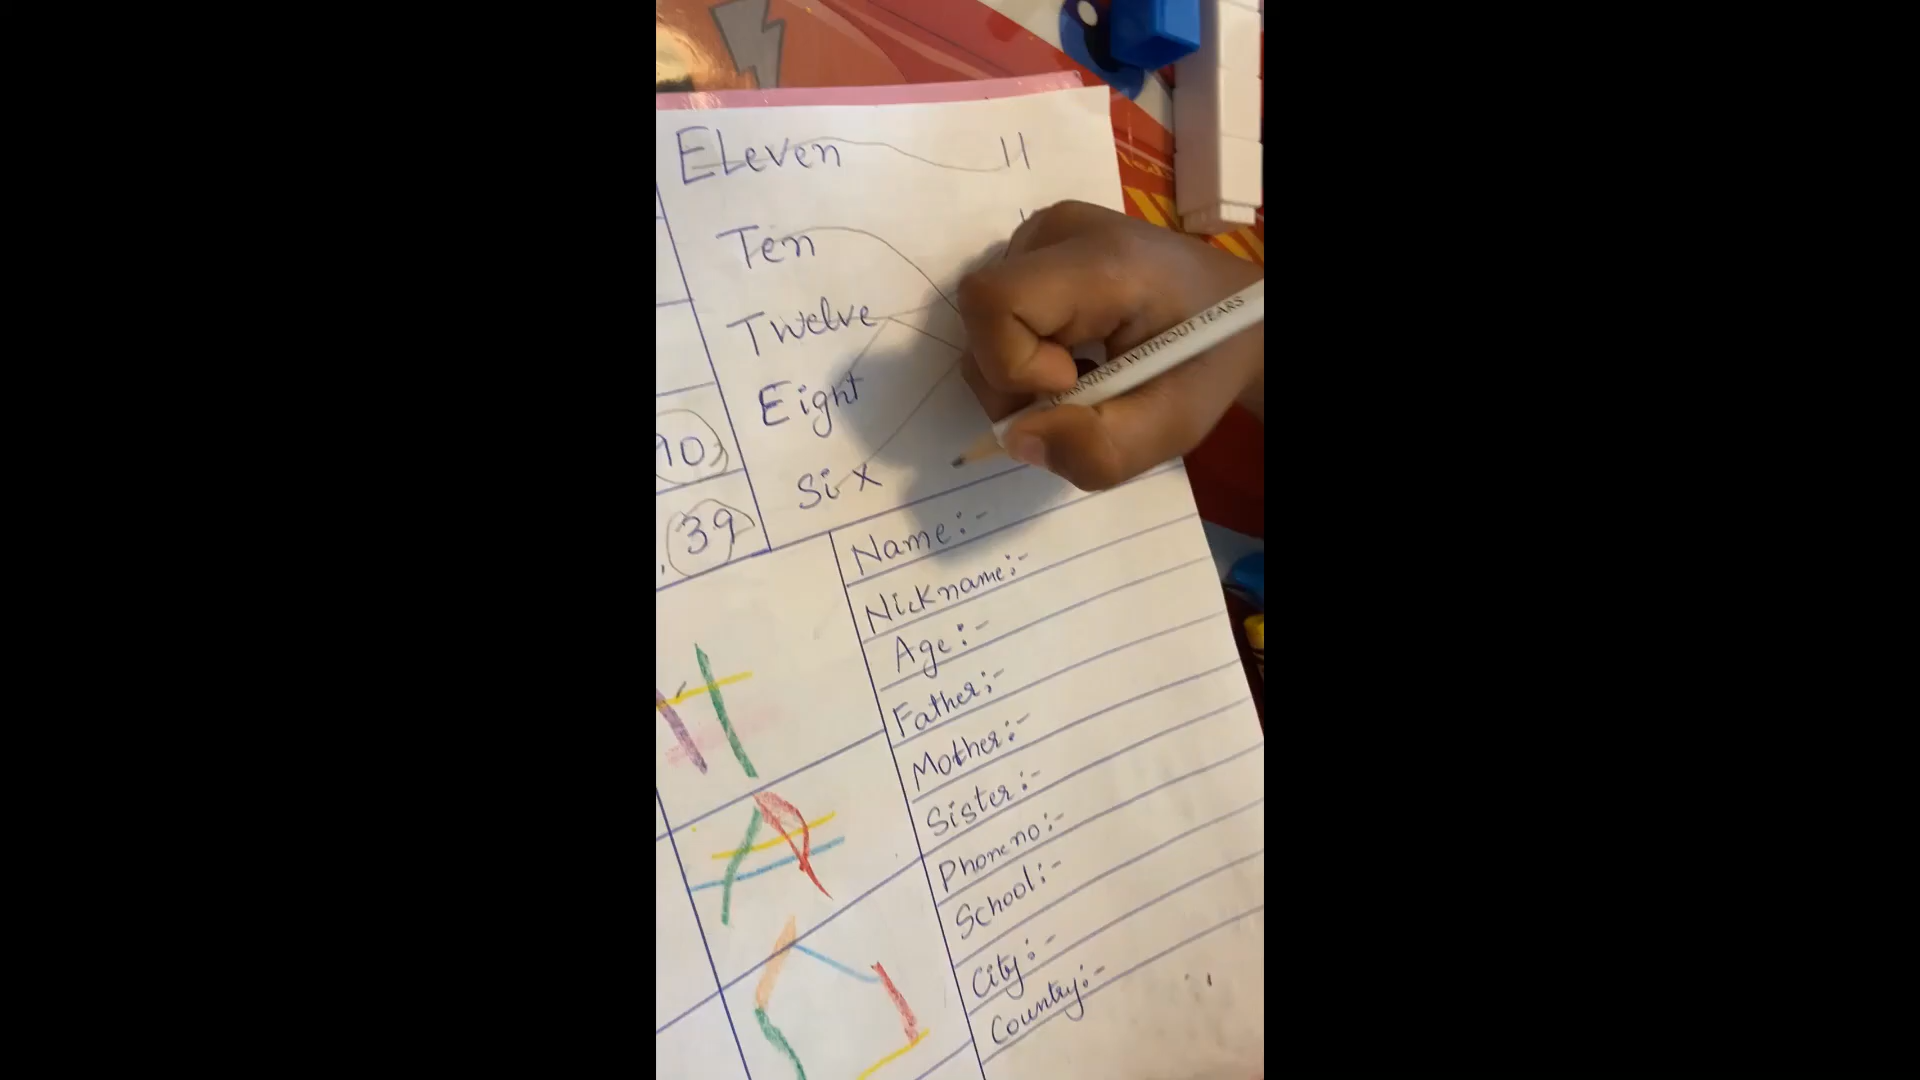 ELeven 11
Ten
Twelve
Eight
Six
90
39
Name:-
Nickname:-
Age:-
Father:-
Mother:-
Sister:-
Phone no:-
School:-
City:-
Country:-
LEARNING WITHOUT TEARS